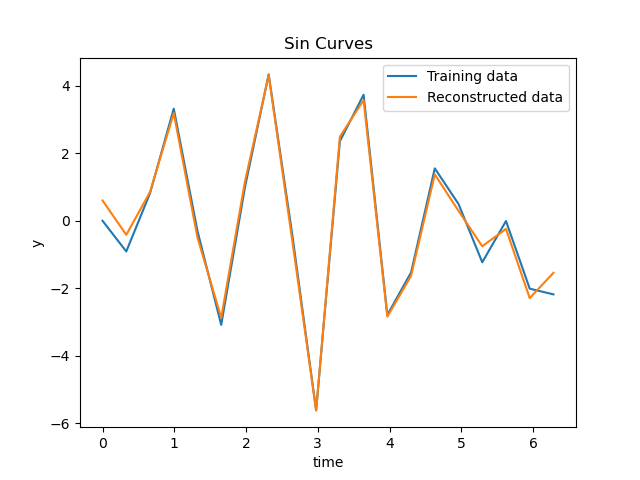 Sin Curves
Training data
Reconstructed data
4
2
0
−2
−4
−6
y
0 1 2 3 4 5 6
time